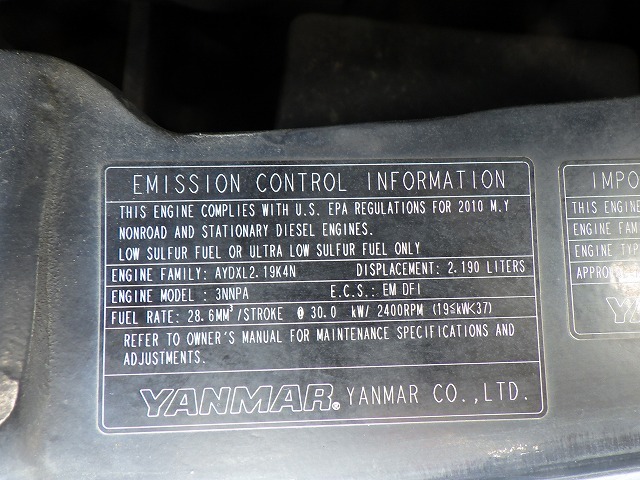 EMISSION CONTROL INFORMATION
THIS ENGINE COMPLIES WITH U.S. EPA REGULATIONS FOR 2010 M.Y
NONROAD AND STATIONARY DIESEL ENGINES.
LOW SULFUR FUEL OR ULTRA LOW SULFUR FUEL ONLY
ENGINE FAMILY: AYDXL2.19K4N DISPLACEMENT: 2.190 LITERS
ENGINE MODEL : 3NNPA E.C.S.: EM DFI
FUEL RATE: 28.6MM³/STROKE @ 30.0 kW/ 2400RPM (19≤kW<37)
REFER TO OWNER'S MANUAL FOR MAINTENANCE SPECIFICATIONS AND
ADJUSTMENTS.
YANMAR® YANMAR CO.,LTD.
IMPO
THIS ENGINE
ENGINE FAMI
ENGINE TYP
APPRO
YA